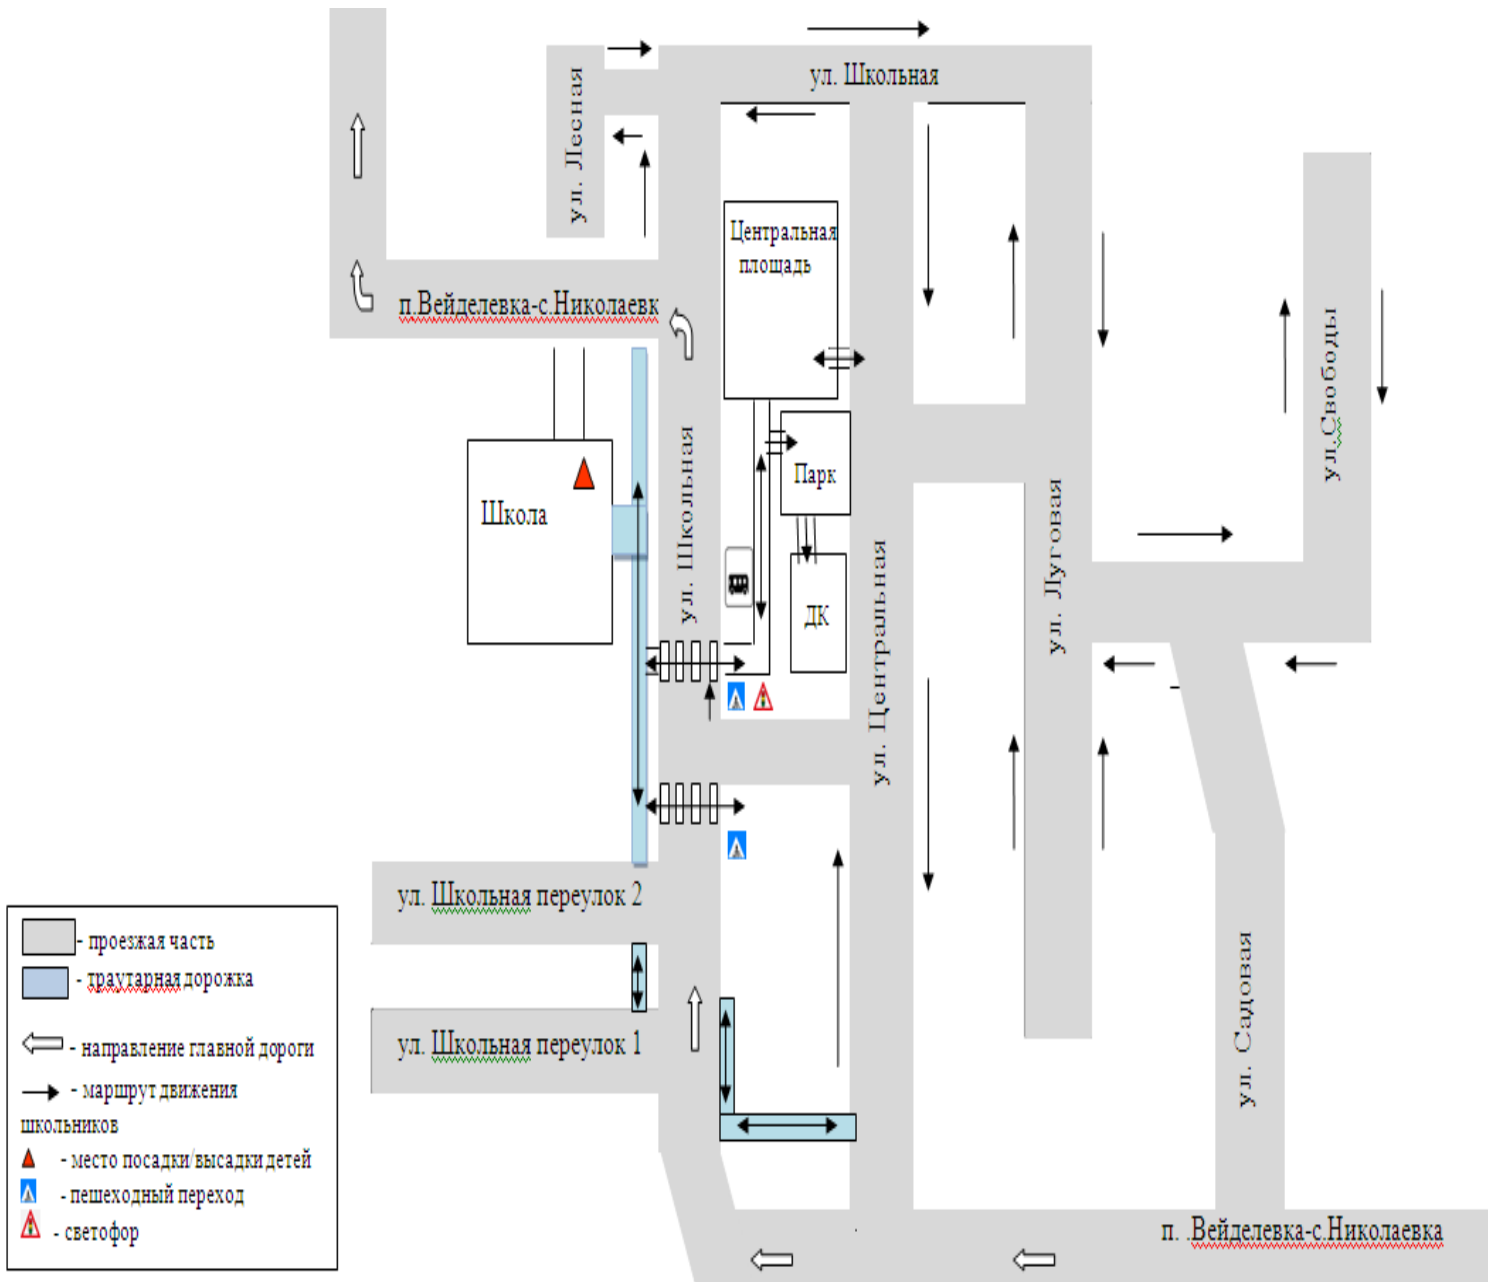 ул. Школьная
ул. Лесная
Центральная
площадь
п.Вейделевка-с.Николаевк
ул.Свободы
ул. Школьная
Парк
Школа
ул. Луговая
ДК
ул. Центральная
ул. Школьная переулок 2
ул. Школьная переулок 1
ул. Садовая
п. .Вейделевка-с.Николаевка
- проезжая часть
- траутарная дорожка
- направление главной дороги
- маршрут движения
школьников
- место посадки/высадки детей
- пешеходный переход
- светофор